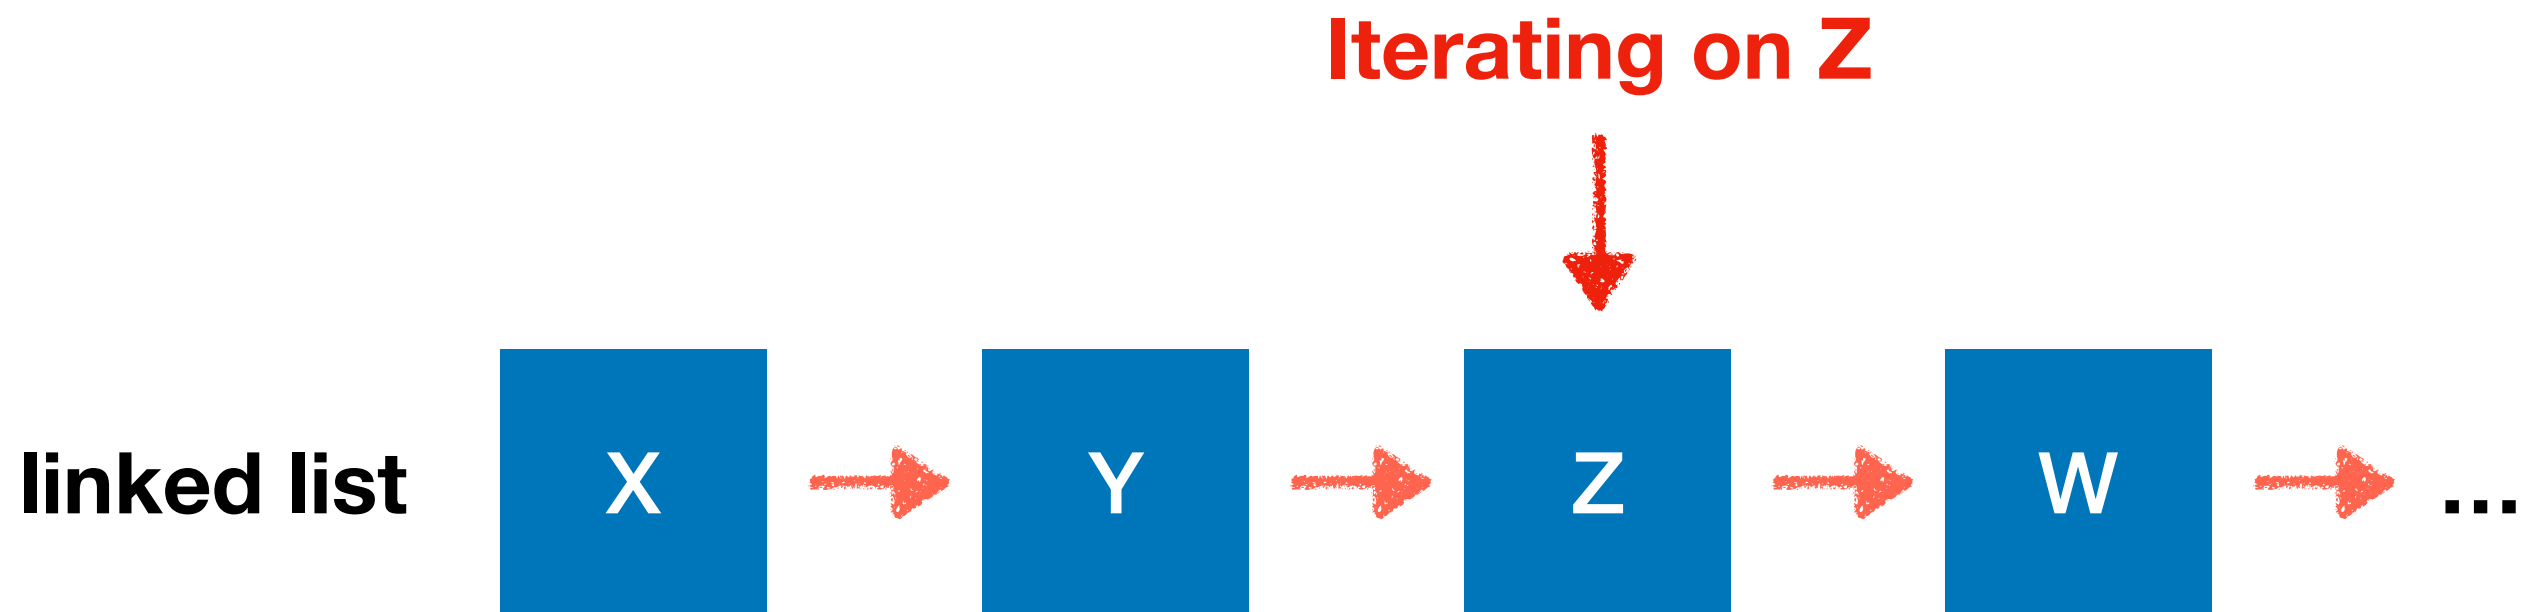 Iterating on Z
linked list X Y Z W ...